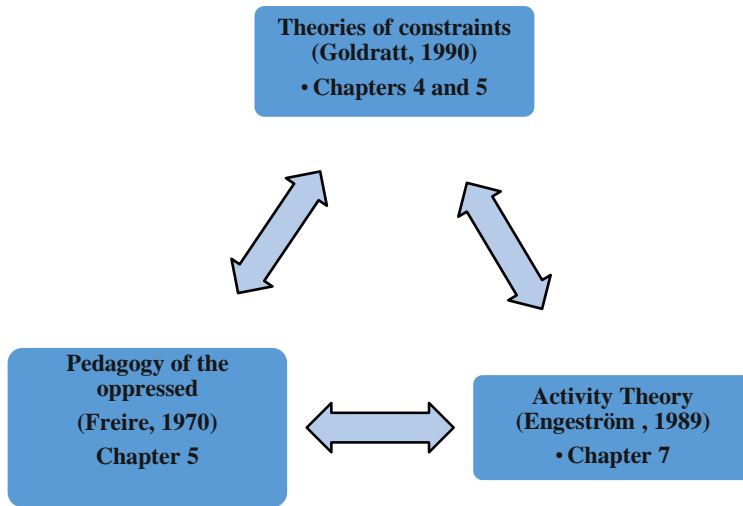 Theories of constraints
(Goldratt, 1990)
• Chapters 4 and 5
Pedagogy of the
oppressed
(Freire, 1970)
Chapter 5
Activity Theory
(Engeström , 1989)
• Chapter 7